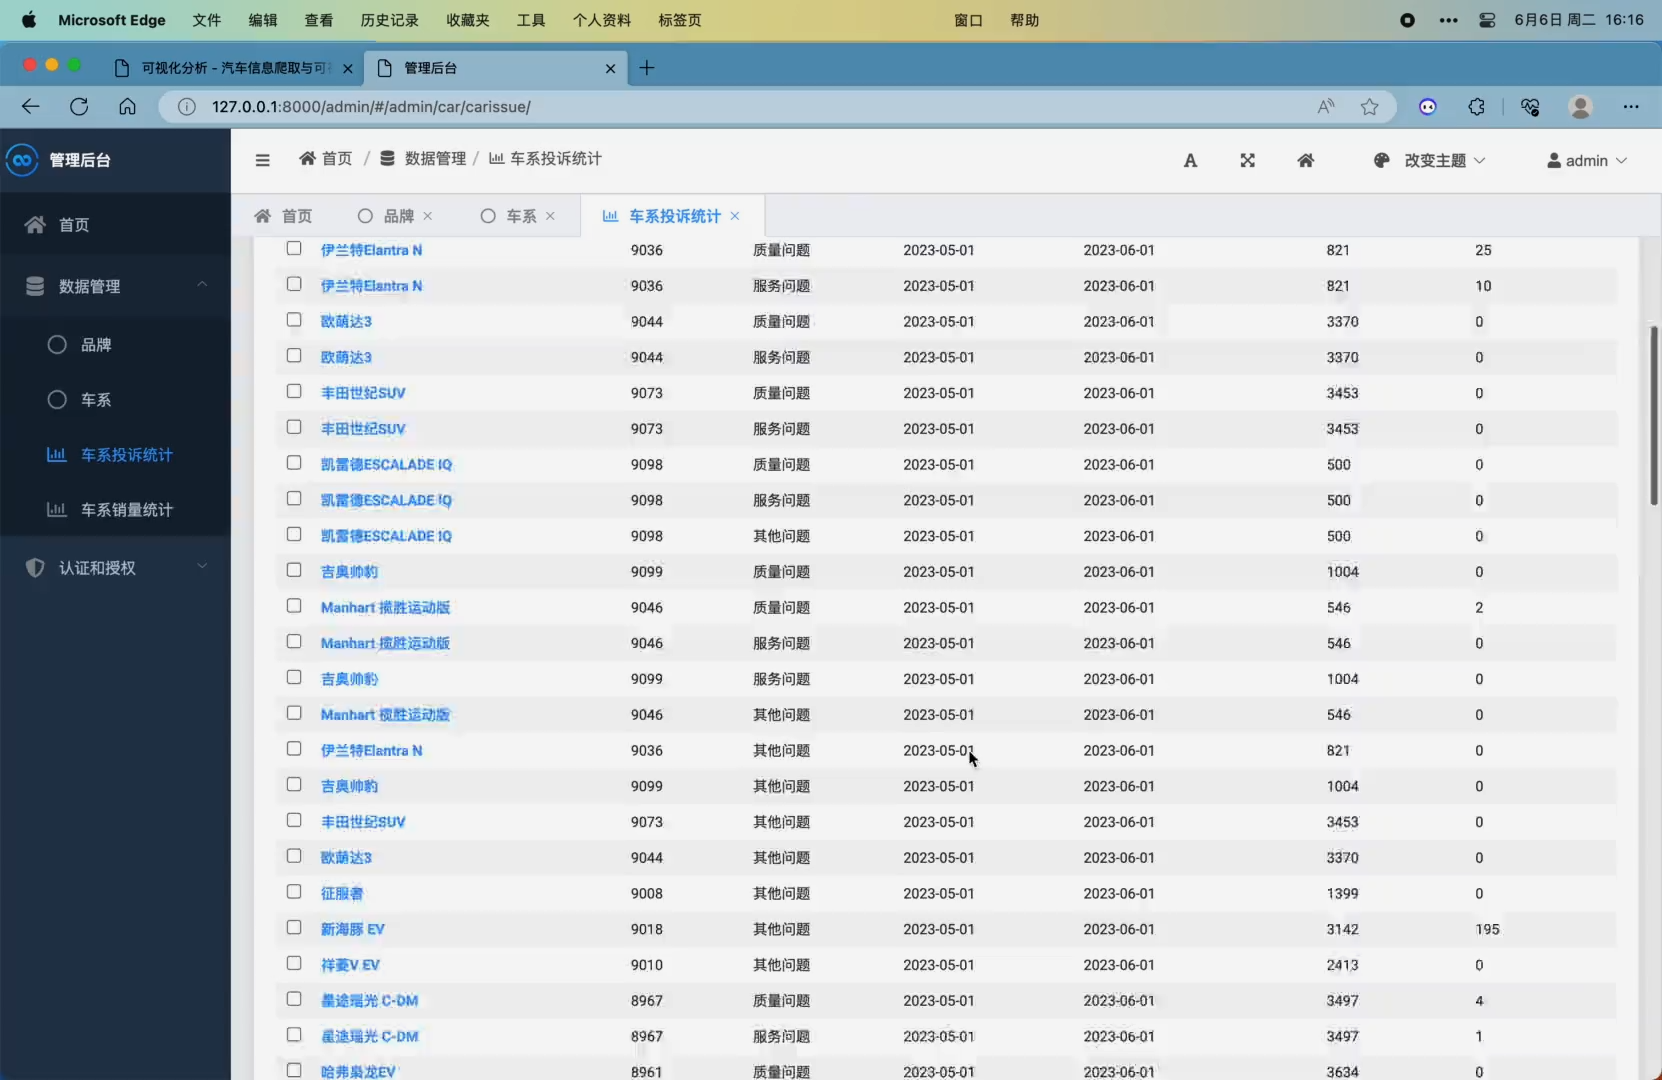 Microsoft Edge 文件 编辑 查看 历史记录 收藏夹 工具 个人资料 标签页 窗口 帮助 6月6日 周二 16:16
可视化分析 - 汽车信息爬取与可 管理后台
127.0.0.1:8000/admin/#/admin/car/carissue/
管理后台 首页 / 数据管理 / 车系投诉统计 A 改变主题 admin
首页 品牌 车系 车系投诉统计
首页
数据管理
品牌
车系
车系投诉统计
车系销量统计
认证和授权
伊兰特Elantra N 9036 质量问题 2023-05-01 2023-06-01 821 25
伊兰特Elantra N 9036 服务问题 2023-05-01 2023-06-01 821 10
欧萌达3 9044 质量问题 2023-05-01 2023-06-01 3370 0
欧萌达3 9044 服务问题 2023-05-01 2023-06-01 3370 0
丰田世纪SUV 9073 质量问题 2023-05-01 2023-06-01 3453 0
丰田世纪SUV 9073 服务问题 2023-05-01 2023-06-01 3453 0
凯雷德ESCALADE IQ 9098 质量问题 2023-05-01 2023-06-01 500 0
凯雷德ESCALADE IQ 9098 服务问题 2023-05-01 2023-06-01 500 0
凯雷德ESCALADE IQ 9098 其他问题 2023-05-01 2023-06-01 500 0
吉奥帅豹 9099 质量问题 2023-05-01 2023-06-01 1004 0
Manhart 揽胜运动版 9046 质量问题 2023-05-01 2023-06-01 546 2
Manhart 揽胜运动版 9046 服务问题 2023-05-01 2023-06-01 546 0
吉奥帅豹 9099 服务问题 2023-05-01 2023-06-01 1004 0
Manhart 揽胜运动版 9046 其他问题 2023-05-01 2023-06-01 546 0
伊兰特Elantra N 9036 其他问题 2023-05-01 2023-06-01 821 0
吉奥帅豹 9099 其他问题 2023-05-01 2023-06-01 1004 0
丰田世纪SUV 9073 其他问题 2023-05-01 2023-06-01 3453 0
欧萌达3 9044 其他问题 2023-05-01 2023-06-01 3370 0
征服者 9008 其他问题 2023-05-01 2023-06-01 1399 0
新海豚 EV 9018 其他问题 2023-05-01 2023-06-01 3142 195
祥菱V EV 9010 其他问题 2023-05-01 2023-06-01 2413 0
星途瑶光 C-DM 8967 质量问题 2023-05-01 2023-06-01 3497 4
星途瑶光 C-DM 8967 服务问题 2023-05-01 2023-06-01 3497 1
哈弗枭龙EV 8961 质量问题 2023-05-01 2023-06-01 3634 0